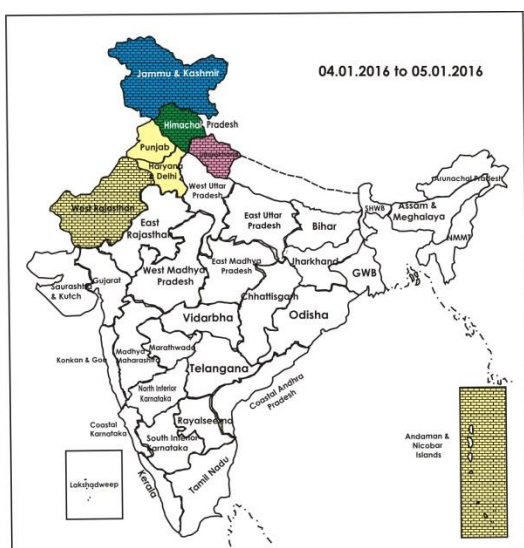 04.01.2016 to 05.01.2016
Jammu & Kashmir
Himachal Pradesh
Punjab
Haryana
& Delhi
West Rajasthan
West Uttar
Pradesh
East
Rajasthan
East Uttar
Pradesh
Bihar
SHWB
Assam &
Meghalaya
Arunachal Pradesh
NMMT
Saurashtra
& Kutch
Gujarat
West Madhya
Pradesh
East Madhya
Pradesh
Jharkhand
GWB
Chhattisgarh
Odisha
Vidarbha
Konkan & Goa
Madhya
Maharashtra
Marathwada
Telangana
North Interior
Karnataka
Coastal Andhra
Pradesh
Coastal
Karnataka
Rayalseema
South Interior
Karnataka
Tamil Nadu
Kerala
Lakshadweep
Andaman &
Nicobar
Islands